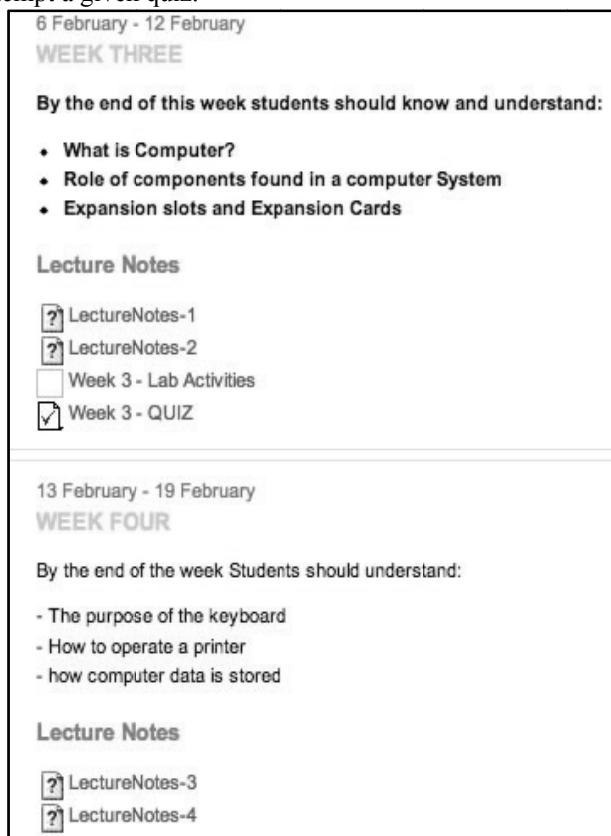 empt a given quiz.
6 February - 12 February
WEEK THREE
By the end of this week students should know and understand:
• What is Computer?
• Role of components found in a computer System
• Expansion slots and Expansion Cards
Lecture Notes
LectureNotes-1
LectureNotes-2
Week 3 - Lab Activities
Week 3 - QUIZ
13 February - 19 February
WEEK FOUR
By the end of the week Students should understand:
- The purpose of the keyboard
- How to operate a printer
- how computer data is stored
Lecture Notes
LectureNotes-3
LectureNotes-4